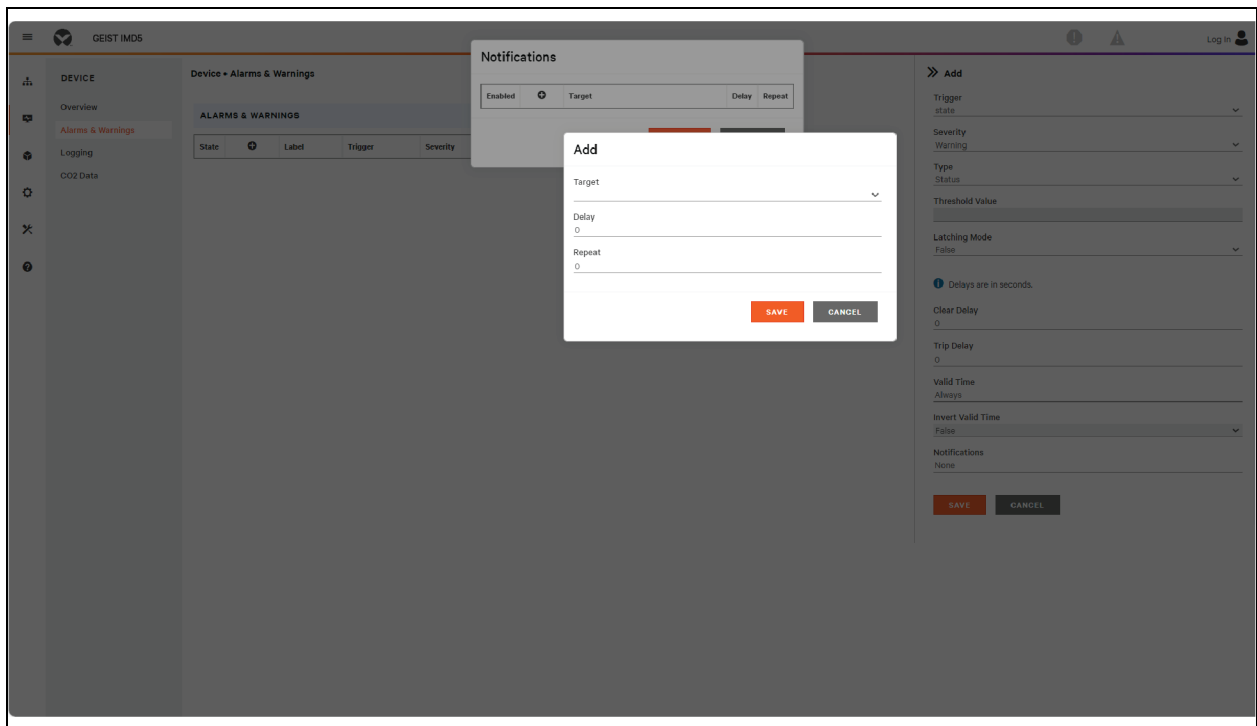 GEIST IMD5
Log In
DEVICE
Overview
Alarms & Warnings
Logging
CO2 Data
Device • Alarms & Warnings
ALARMS & WARNINGS
State Label Trigger Severity
Notifications
Enabled Target Delay Repeat
Add
Target
Delay
0
Repeat
0
SAVE CANCEL
Add
Trigger
state
Severity
Warning
Type
Status
Threshold Value
Latching Mode
False
Delays are in seconds.
Clear Delay
0
Trip Delay
0
Valid Time
Always
Invert Valid Time
False
Notifications
None
SAVE CANCEL